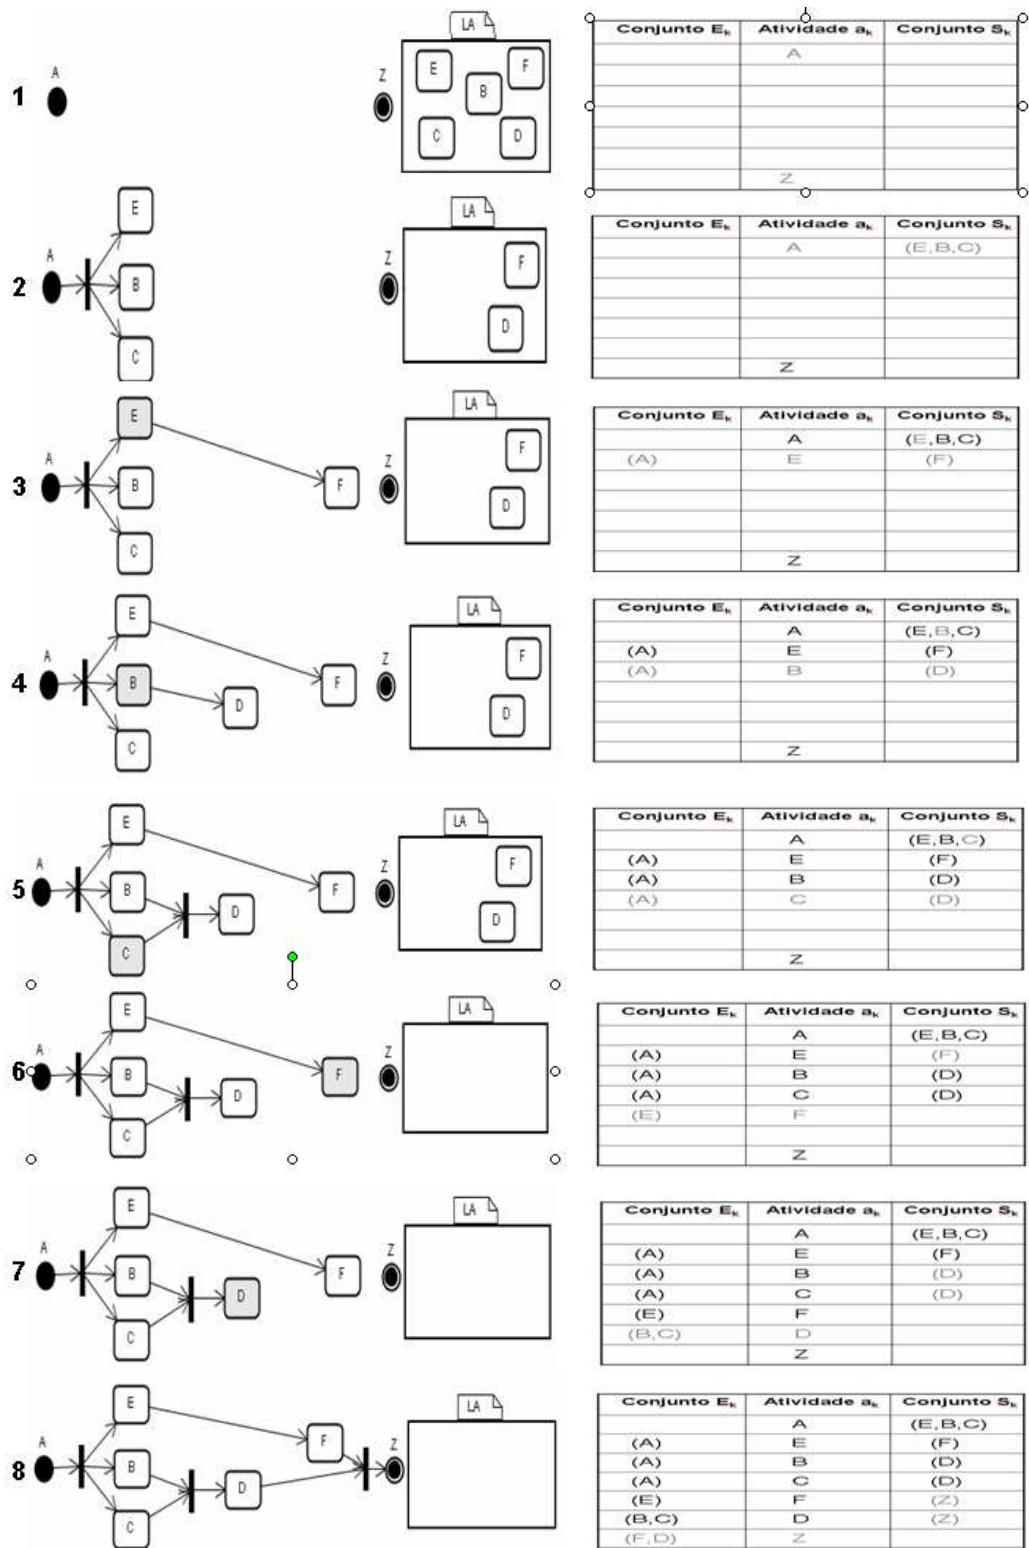 LA
Conjunto Eₖ Atividade aₖ Conjunto Sₖ
A Z E F A
1 B
C D
Z
LA
Conjunto Eₖ Atividade aₖ Conjunto Sₖ
E
A Z F A (E,B,C)
2 B
D
C Z
LA
Conjunto Eₖ Atividade aₖ Conjunto Sₖ
E A (E,B,C)
A Z F (A) E (F)
3 B F
D
C Z
LA
Conjunto Eₖ Atividade aₖ Conjunto Sₖ
E A (E,B,C)
A Z F (A) E (F)
4 B F (A) B (D)
D D
C Z
LA
Conjunto Eₖ Atividade aₖ Conjunto Sₖ
E A (E,B,C)
A Z F (A) E (F)
5 B F (A) B (D)
D D (A) C (D)
C Z
LA
Conjunto Eₖ Atividade aₖ Conjunto Sₖ
E A (E,B,C)
A Z (A) E (F)
6 B F (A) B (D)
D (A) C (D)
C (E) F
Z
LA
Conjunto Eₖ Atividade aₖ Conjunto Sₖ
E A (E,B,C)
A Z (A) E (F)
7 B F (A) B (D)
D (A) C (D)
C (E) F
(B,C) D
Z
LA
Conjunto Eₖ Atividade aₖ Conjunto Sₖ
E A (E,B,C)
A F Z (A) E (F)
8 B (A) B (D)
D (A) C (D)
C (E) F (Z)
(B,C) D (Z)
(F,D) Z